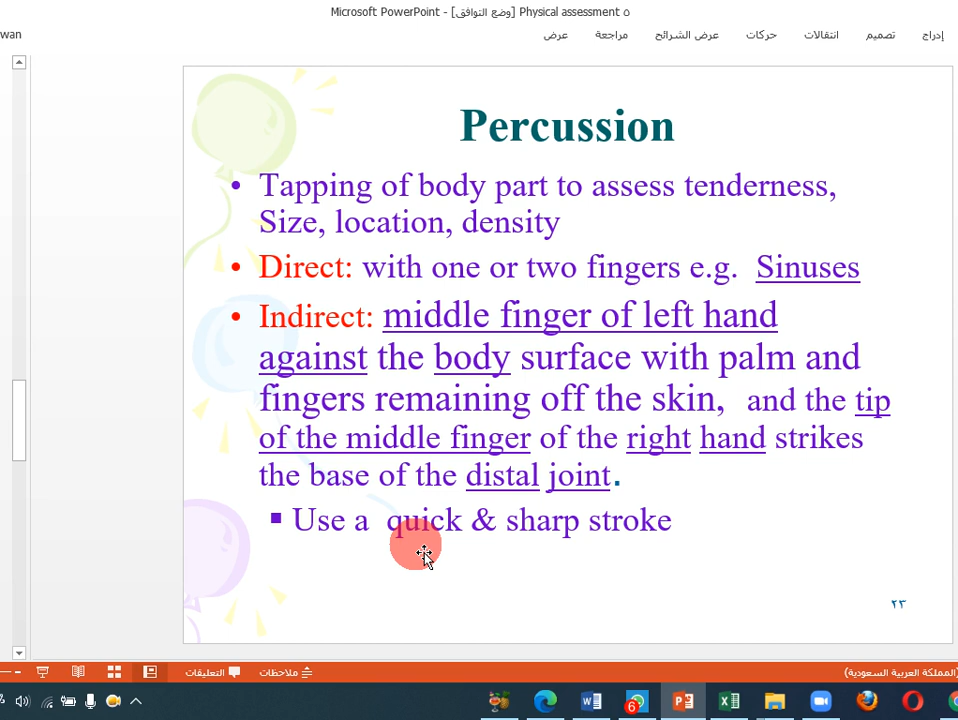 Microsoft PowerPoint - [وضع التوافق] Physical assessment ٥
wan
إدراج تصميم انتقالات حركات عرض الشرائح مراجعة عرض
Percussion
• Tapping of body part to assess tenderness,
Size, location, density
• Direct: with one or two fingers e.g. Sinuses
• Indirect: middle finger of left hand
against the body surface with palm and
fingers remaining off the skin, and the tip
of the middle finger of the right hand strikes
the base of the distal joint.
▪ Use a quick & sharp stroke
٢٣
التعليقات ملاحظات (المملكة العربية السعودية)
6